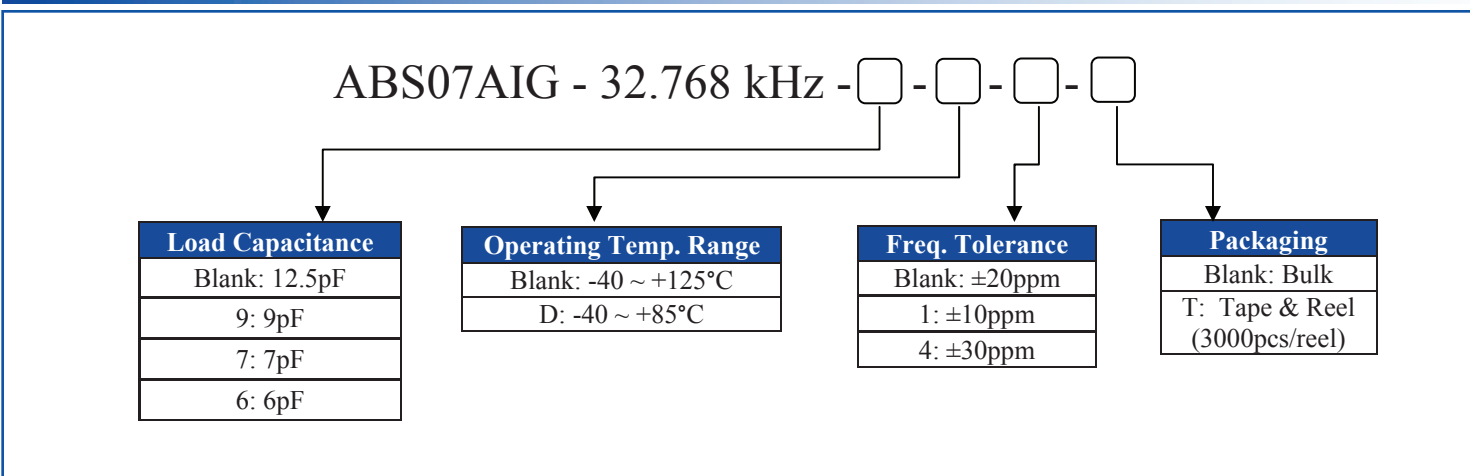 ABS07AIG - 32.768 kHz -□ - □ - □ - □
Load Capacitance
Blank: 12.5pF
9: 9pF
7: 7pF
6: 6pF
Operating Temp. Range
Blank: -40 ~ +125°C
D: -40 ~ +85°C
Freq. Tolerance
Blank: ±20ppm
1: ±10ppm
4: ±30ppm
Packaging
Blank: Bulk
T: Tape & Reel
(3000pcs/reel)